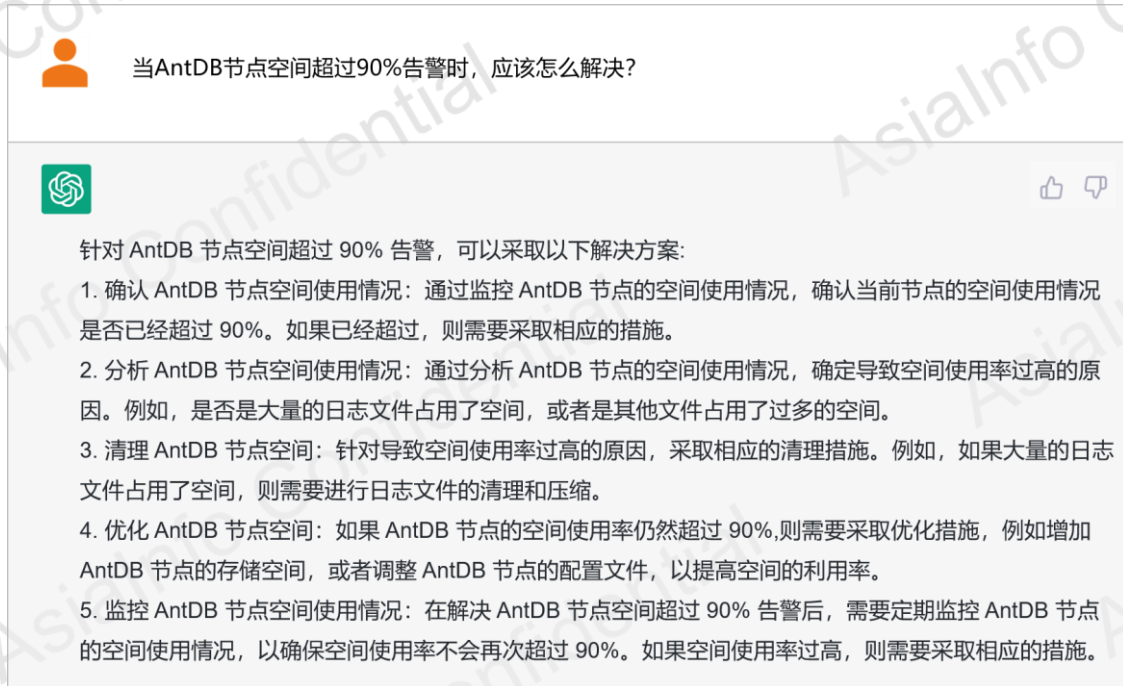 当AntDB节点空间超过90%告警时，应该怎么解决？
针对 AntDB 节点空间超过 90% 告警，可以采取以下解决方案:
1. 确认 AntDB 节点空间使用情况：通过监控 AntDB 节点的空间使用情况，确认当前节点的空间使用情况
是否已经超过 90%。如果已经超过，则需要采取相应的措施。
2. 分析 AntDB 节点空间使用情况：通过分析 AntDB 节点的空间使用情况，确定导致空间使用率过高的原
因。例如，是否是大量的日志文件占用了空间，或者是其他文件占用了过多的空间。
3. 清理 AntDB 节点空间：针对导致空间使用率过高的原因，采取相应的清理措施。例如，如果大量的日志
文件占用了空间，则需要进行日志文件的清理和压缩。
4. 优化 AntDB 节点空间：如果 AntDB 节点的空间使用率仍然超过 90%,则需要采取优化措施，例如增加
AntDB 节点的存储空间，或者调整 AntDB 节点的配置文件，以提高空间的利用率。
5. 监控 AntDB 节点空间使用情况：在解决 AntDB 节点空间超过 90% 告警后，需要定期监控 AntDB 节点
的空间使用情况，以确保空间使用率不会再次超过 90%。如果空间使用率过高，则需要采取相应的措施。
AsiaInfo Confidential